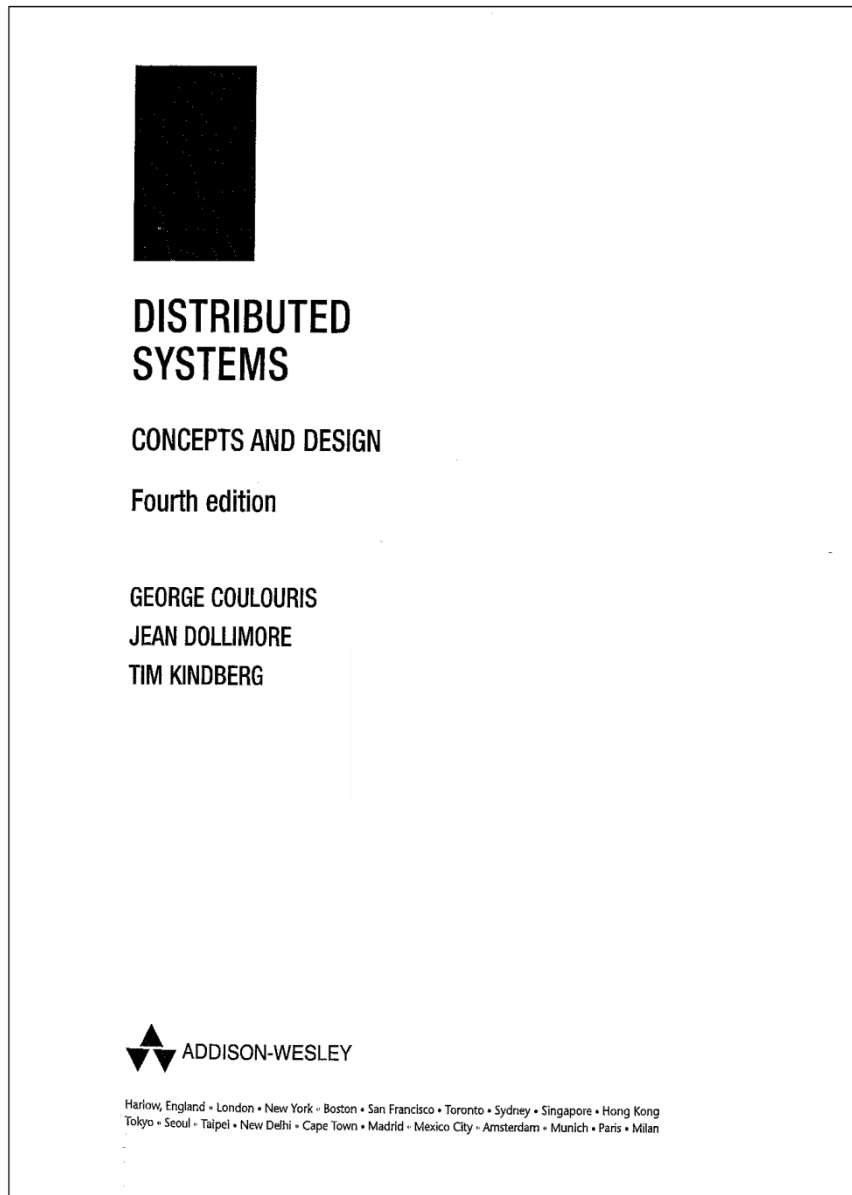 DISTRIBUTED
SYSTEMS
CONCEPTS AND DESIGN
Fourth edition
GEORGE COULOURIS
JEAN DOLLIMORE
TIM KINDBERG
ADDISON-WESLEY
Harlow, England • London • New York • Boston • San Francisco • Toronto • Sydney • Singapore • Hong Kong
Tokyo • Seoul • Taipei • New Delhi • Cape Town • Madrid • Mexico City • Amsterdam • Munich • Paris • Milan